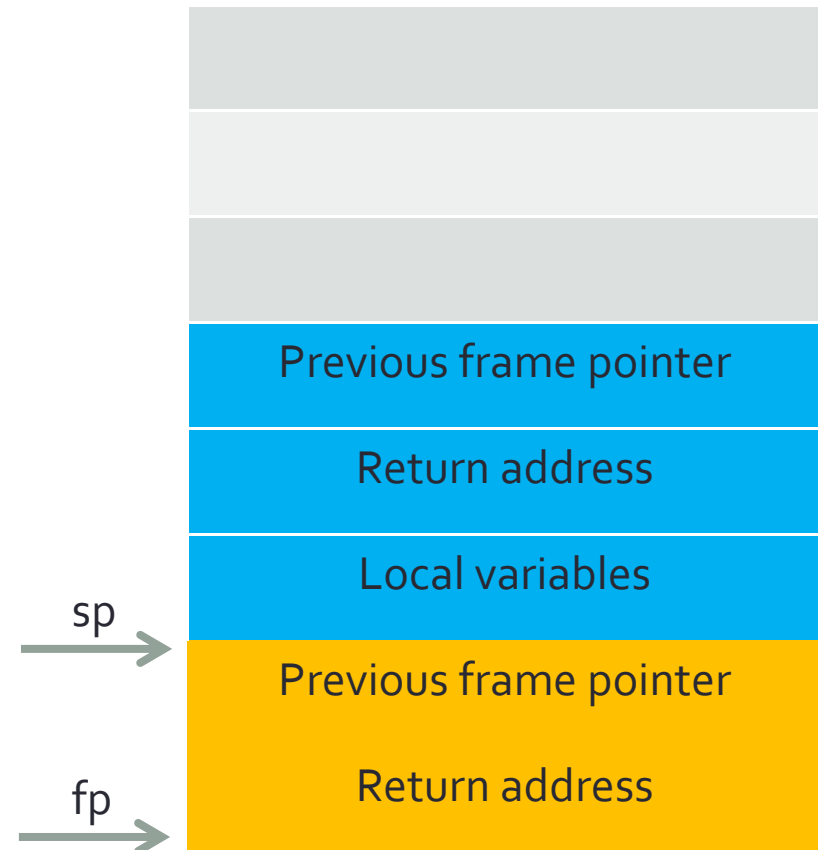 Previous frame pointer
Return address
Local variables
sp
Previous frame pointer
Return address
fp